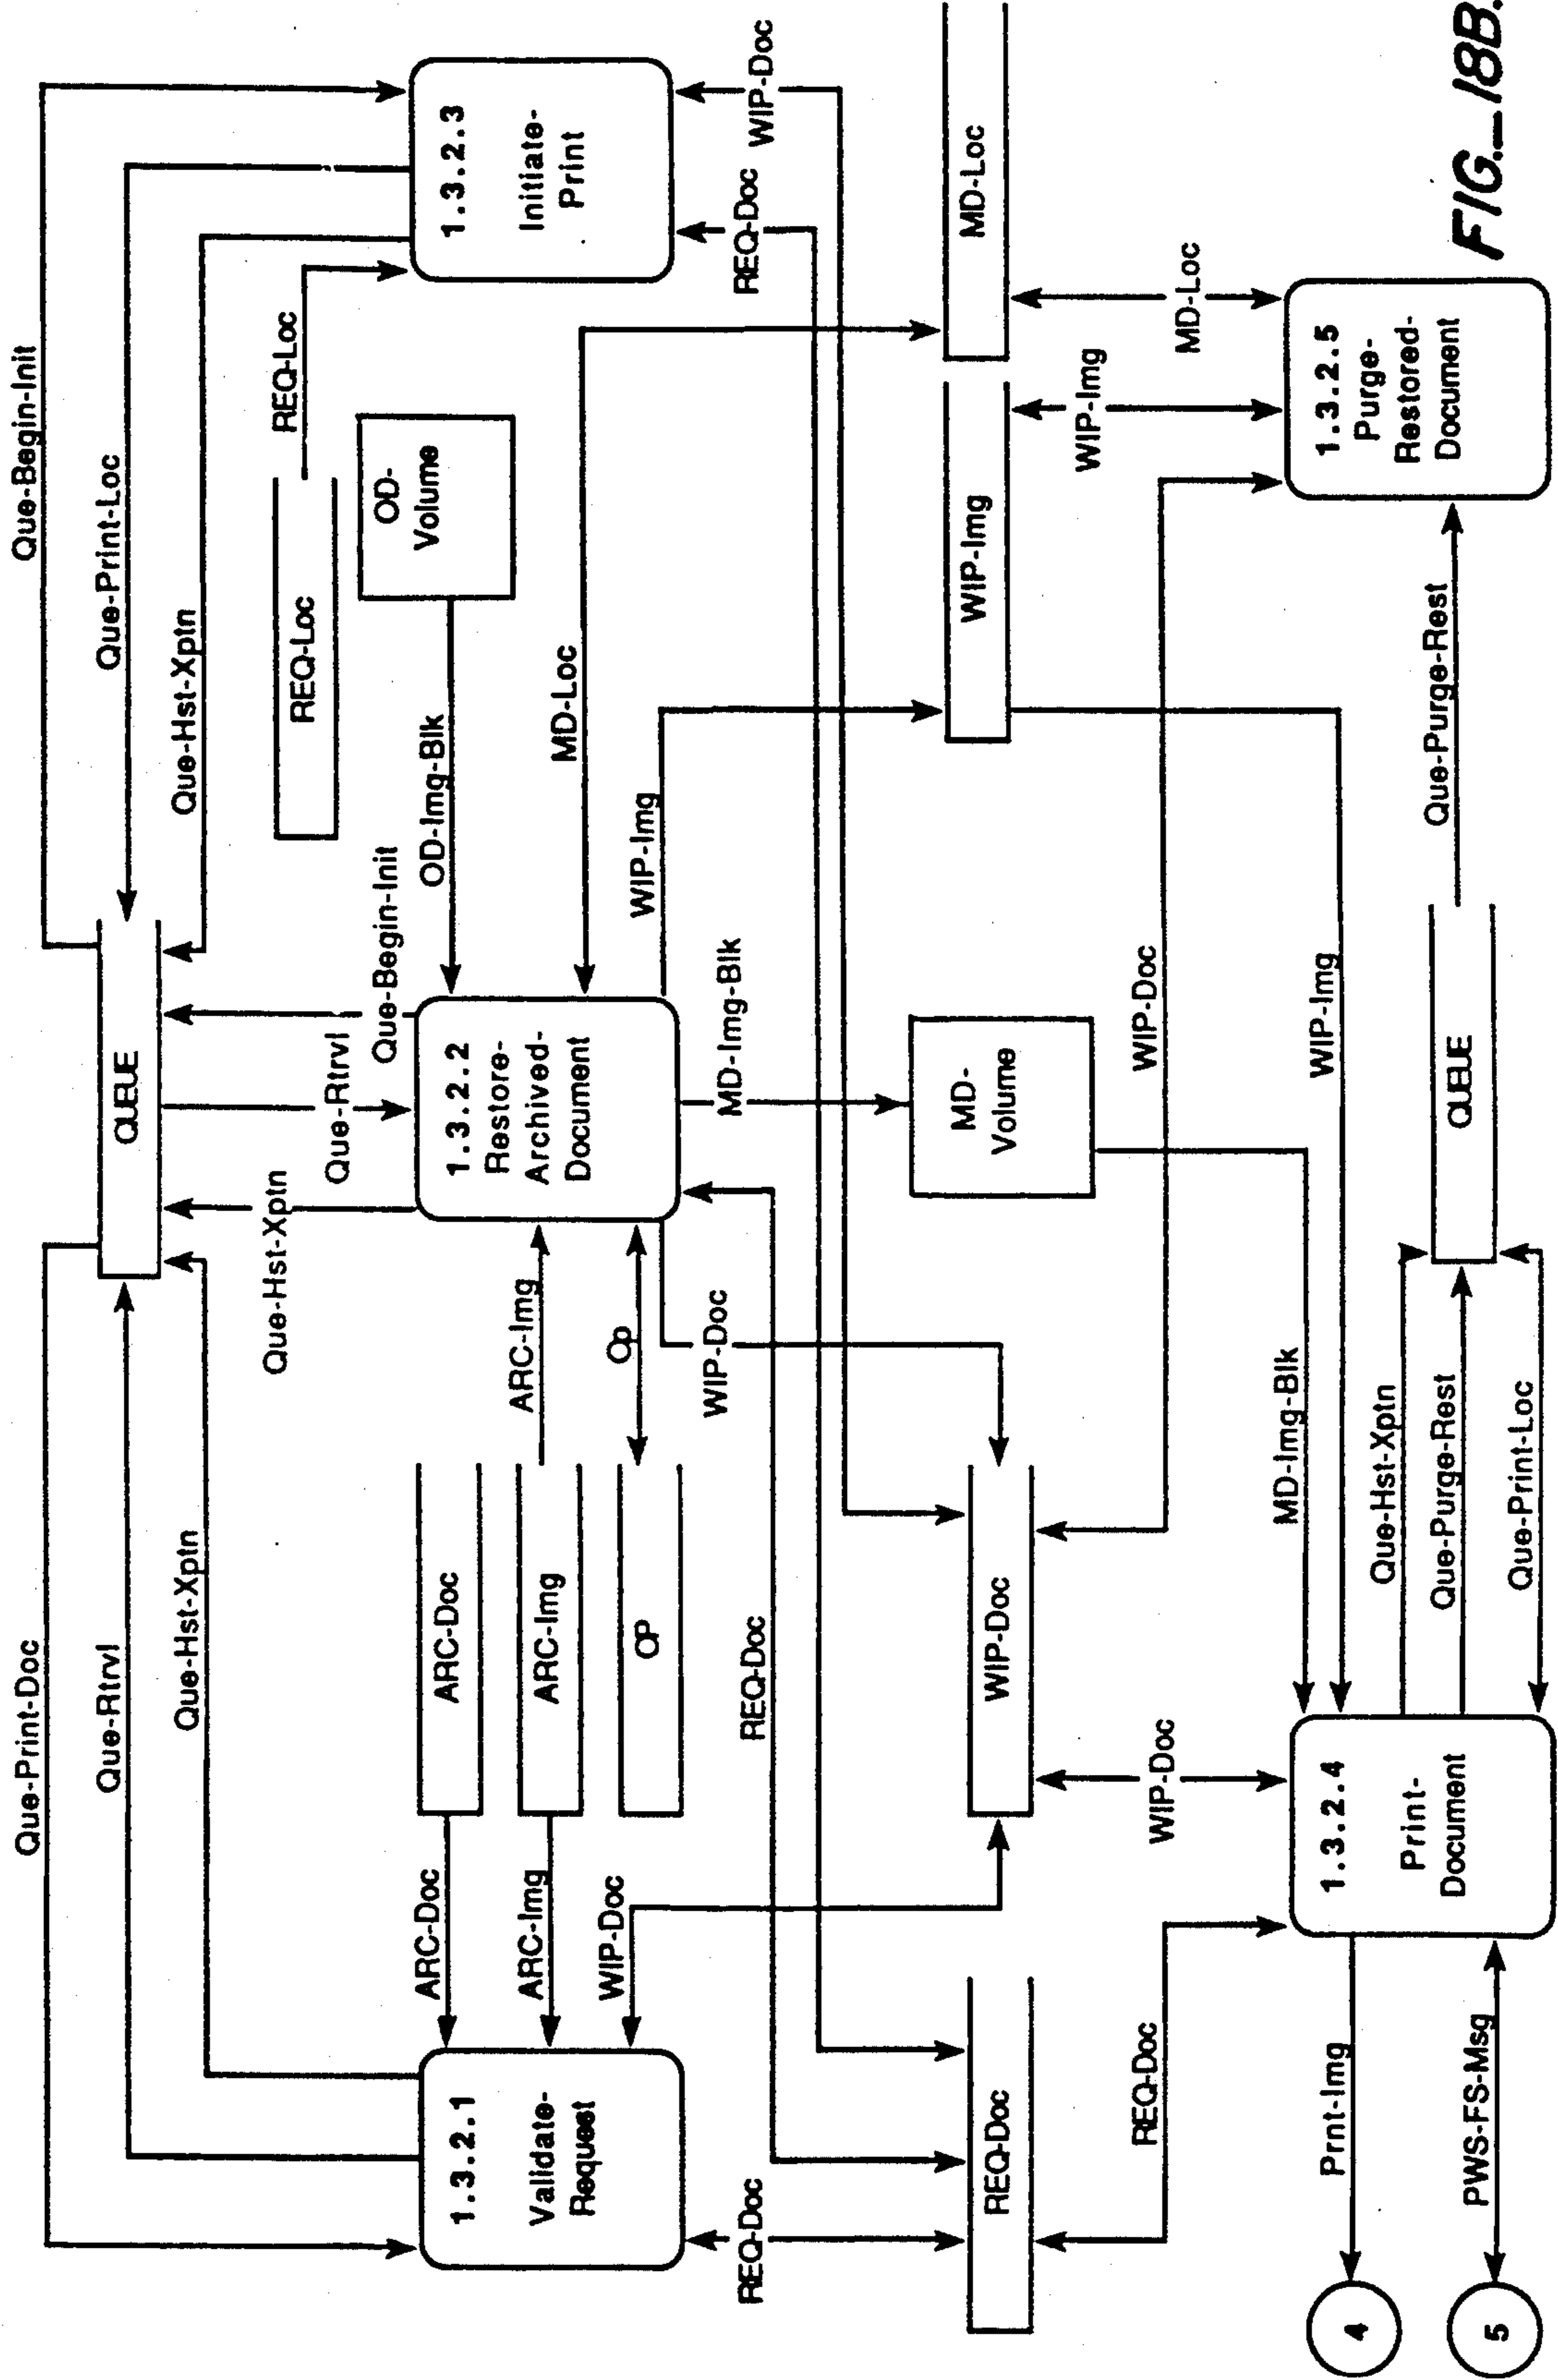 Que-Print-Doc
Que-Begin-Init
Que-Rtrvl
Que-Print-Loc
Que-Hst-Xptn
Que-Hst-Xptn
QUEUE
Que-Hst-Xptn
Que-Rtrvl
Que-Begin-Init
REQ-Loc
REQ-Loc
1.3.2.1
Validate-
Request
ARC-Doc
ARC-Doc
ARC-Img
ARC-Img
ARC-Img
WIP-Doc
OP
Op
1.3.2.2
Restore-
Archived-
Document
OD-Img-Blk
OD-
Volume
1.3.2.3
Initiate-
Print
MD-Loc
WIP-Img
WIP-Doc
MD-Img-Blk
REQ-Doc
REQ-Doc
REQ-Doc
WIP-Doc
REQ-Doc
WIP-Doc
MD-
Volume
WIP-Img
MD-Loc
REQ-Doc
WIP-Doc
WIP-Doc
WIP-Img
MD-Loc
MD-Img-Blk
WIP-Img
Prnt-Img
4
PWS-FS-Msg
5
1.3.2.4
Print-
Document
Que-Hst-Xptn
Que-Purge-Rest
Que-Print-Loc
QUEUE
Que-Purge-Rest
1.3.2.5
Purge-
Restored-
Document
FIG._18B.